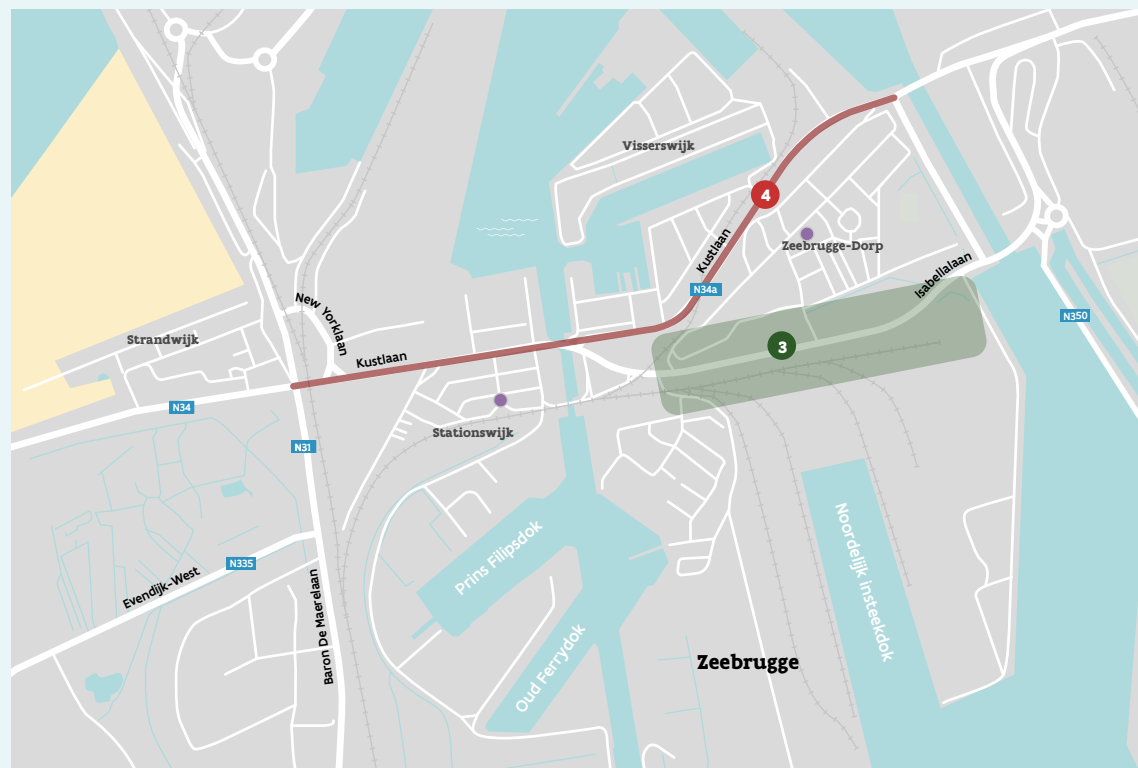 Visserswijk
4
Zeebrugge-Dorp
Kustlaan
N34a
Isabellalaan
New Yorklaan
N350
Strandwijk
Kustlaan
3
N34
Stationswijk
N31
Noordelijk insteekdok
Prins Filipsdok
N335
Evendijk-West
Baron De Maerelaan
Oud Ferrydok
Zeebrugge